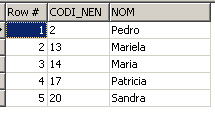 Row # CODI_NEN NOM
1 2 Pedro
2 13 Mariela
3 14 Maria
4 17 Patricia
5 20 Sandra